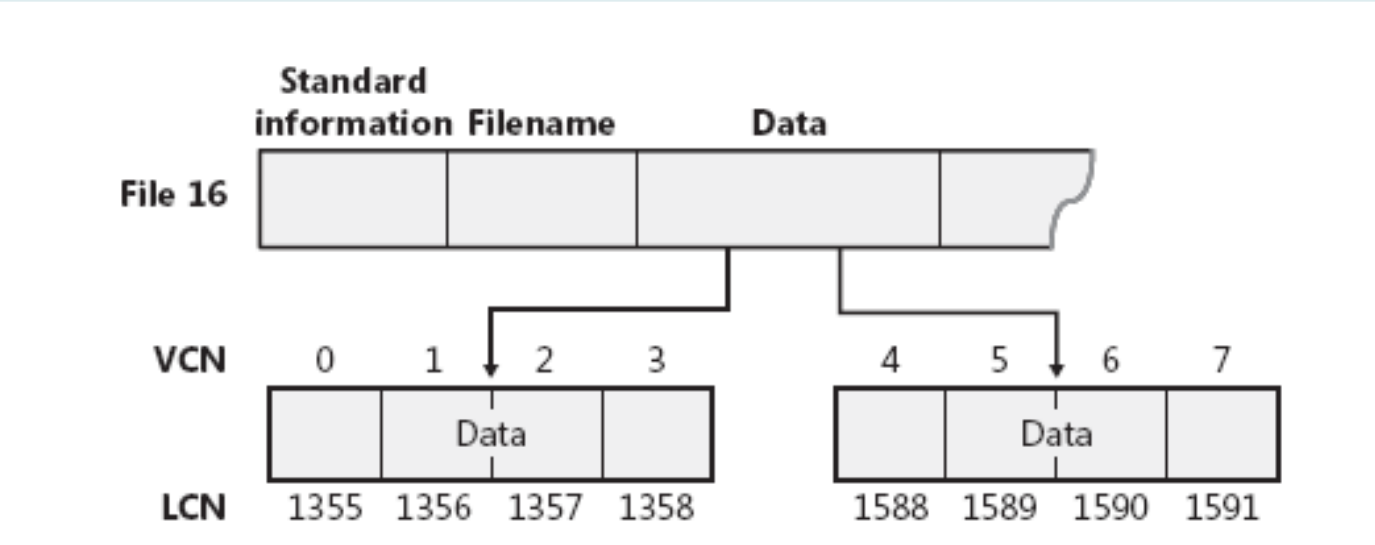 Standard
information Filename Data
File 16
VCN 0 1 2 3 4 5 6 7
Data Data
LCN 1355 1356 1357 1358 1588 1589 1590 1591